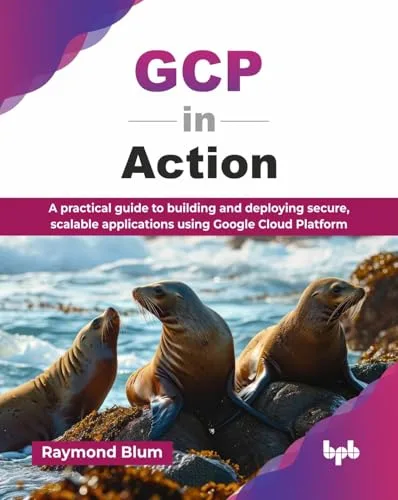 GCP
in
Action
A practical guide to building and deploying secure,
scalable applications using Google Cloud Platform
Raymond Blum
bpb